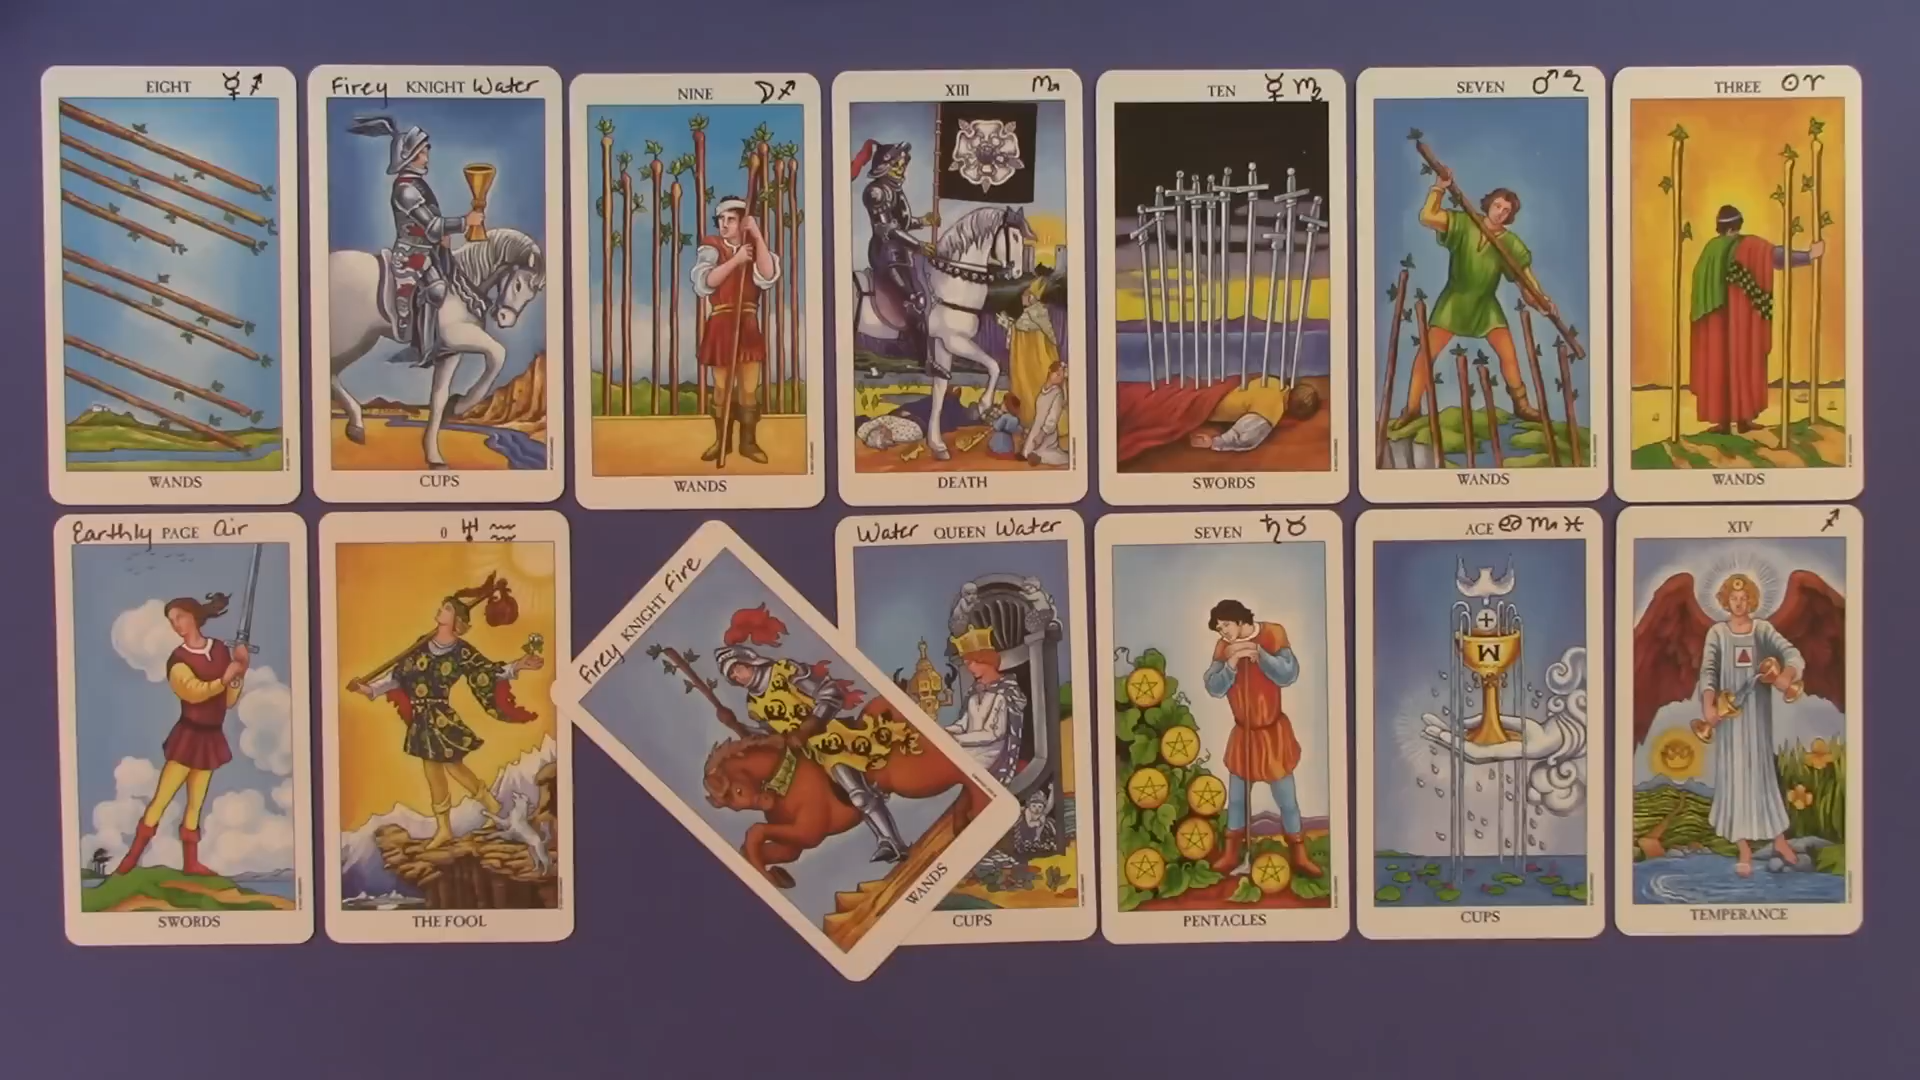 EIGHT ☿ ♐
WANDS
Firey KNIGHT Water
CUPS
NINE ☽ ♐
WANDS
XIII ♏
DEATH
TEN ☿ ♍
SWORDS
SEVEN ♂ ♌
WANDS
THREE ☉ ♈
WANDS
Earthly PAGE Air
SWORDS
0 ♅ ♒
THE FOOL
Firey KNIGHT Fire
WANDS
Water QUEEN Water
CUPS
SEVEN ♄ ♉
PENTACLES
ACE ♋ ♏ ♓
M
CUPS
XIV ♐
TEMPERANCE